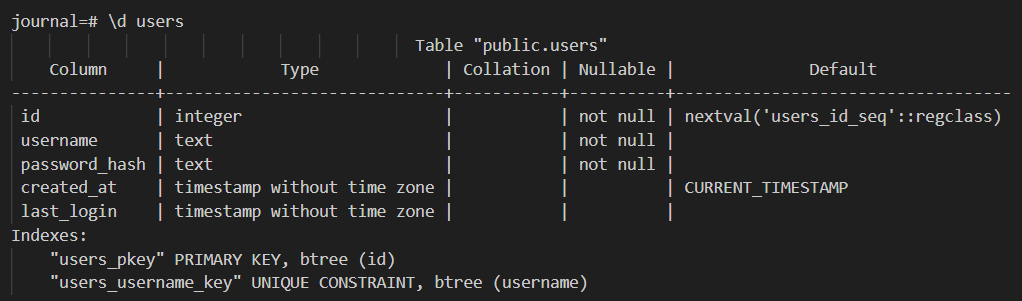 journal=# \d users
                                          Table "public.users"
    Column     |            Type             | Collation | Nullable |              Default
---------------+-----------------------------+-----------+----------+-----------------------------------
 id            | integer                     |           | not null | nextval('users_id_seq'::regclass)
 username      | text                        |           | not null |
 password_hash | text                        |           | not null |
 created_at    | timestamp without time zone |           |          | CURRENT_TIMESTAMP
 last_login    | timestamp without time zone |           |          |
Indexes:
    "users_pkey" PRIMARY KEY, btree (id)
    "users_username_key" UNIQUE CONSTRAINT, btree (username)